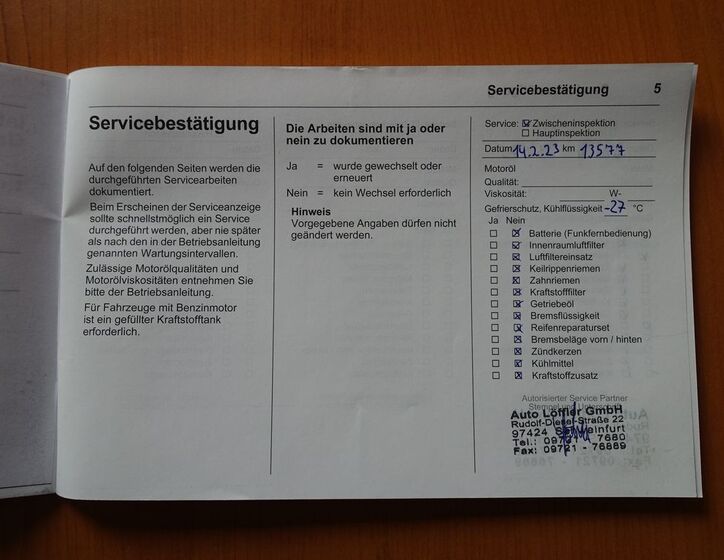 Servicebestätigung 5
Servicebestätigung
Auf den folgenden Seiten werden die
durchgeführten Servicearbeiten
dokumentiert.
Beim Erscheinen der Serviceanzeige
sollte schnellstmöglich ein Service
durchgeführt werden, aber nie später
als nach den in der Betriebsanleitung
genannten Wartungsintervallen.
Zulässige Motorölqualitäten und
Motorölviskositäten entnehmen Sie
bitte der Betriebsanleitung.
Für Fahrzeuge mit Benzinmotor
ist ein gefüllter Kraftstofftank
erforderlich.
Die Arbeiten sind mit ja oder
nein zu dokumentieren
Ja = wurde gewechselt oder
erneuert
Nein = kein Wechsel erforderlich
Hinweis
Vorgegebene Angaben dürfen nicht
geändert werden.
Service: ☒ Zwischeninspektion
☐ Hauptinspektion
Datum 14.2.23 km 13577
Motoröl
Qualität:
Viskosität: W-
Gefrierschutz, Kühlflüssigkeit -27 °C
Ja Nein
☐ ☒ Batterie (Funkfernbedienung)
☐ ☒ Innenraumluftfilter
☐ ☒ Luftfiltereinsatz
☐ ☒ Keilrippenriemen
☐ ☒ Zahnriemen
☐ ☒ Kraftstofffilter
☐ ☒ Getriebeöl
☐ ☒ Bremsflüssigkeit
☐ ☒ Reifenreparaturset
☐ ☒ Bremsbeläge vorn / hinten
☐ ☒ Zündkerzen
☐ ☒ Kühlmittel
☐ ☒ Kraftstoffzusatz
Autorisierter Service Partner
Stempel und Unterschrift
Auto Löffler GmbH
Rudolf-Diesel-Straße 22
97424 Schweinfurt
Tel.: 7680
Fax: 09721 - 76889